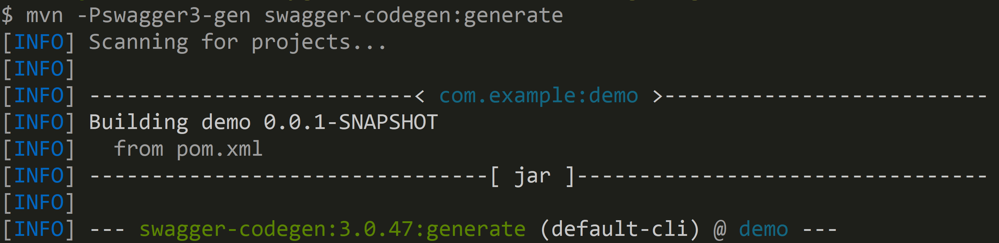 $ mvn -Pswagger3-gen swagger-codegen:generate
[INFO] Scanning for projects...
[INFO]
[INFO] --------------------------< com.example:demo >--------------------------
[INFO] Building demo 0.0.1-SNAPSHOT
[INFO]   from pom.xml
[INFO] --------------------------------[ jar ]---------------------------------
[INFO]
[INFO] --- swagger-codegen:3.0.47:generate (default-cli) @ demo ---